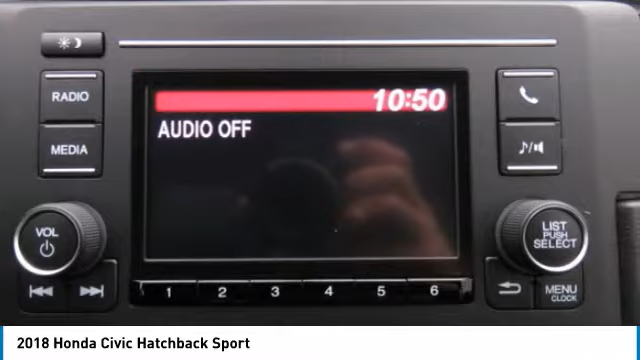 10:50
AUDIO OFF
RADIO
MEDIA
VOL
1 2 3 4 5 6
LIST
PUSH
SELECT
MENU
CLOCK
2018 Honda Civic Hatchback Sport